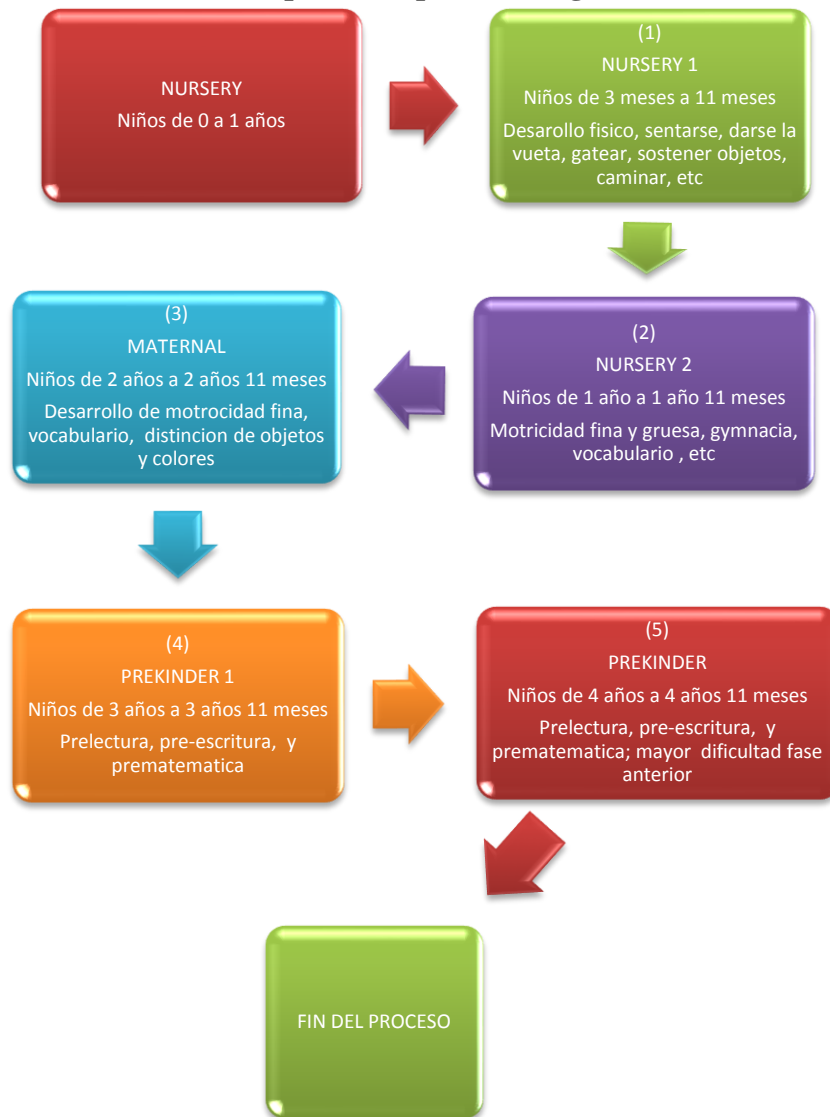 NURSERY
Niños de 0 a 1 años
(1)
NURSERY 1
Niños de 3 meses a 11 meses
Desarollo fisico, sentarse, darse la
vueta, gatear, sostener objetos,
caminar, etc
(2)
NURSERY 2
Niños de 1 año a 1 año 11 meses
Motricidad fina y gruesa, gymnacia,
vocabulario , etc
(3)
MATERNAL
Niños de 2 años a 2 años 11 meses
Desarrollo de motrocidad fina,
vocabulario, distincion de objetos
y colores
(4)
PREKINDER 1
Niños de 3 años a 3 años 11 meses
Prelectura, pre-escritura, y
prematematica
(5)
PREKINDER
Niños de 4 años a 4 años 11 meses
Prelectura, pre-escritura, y
prematematica; mayor dificultad fase
anterior
FIN DEL PROCESO